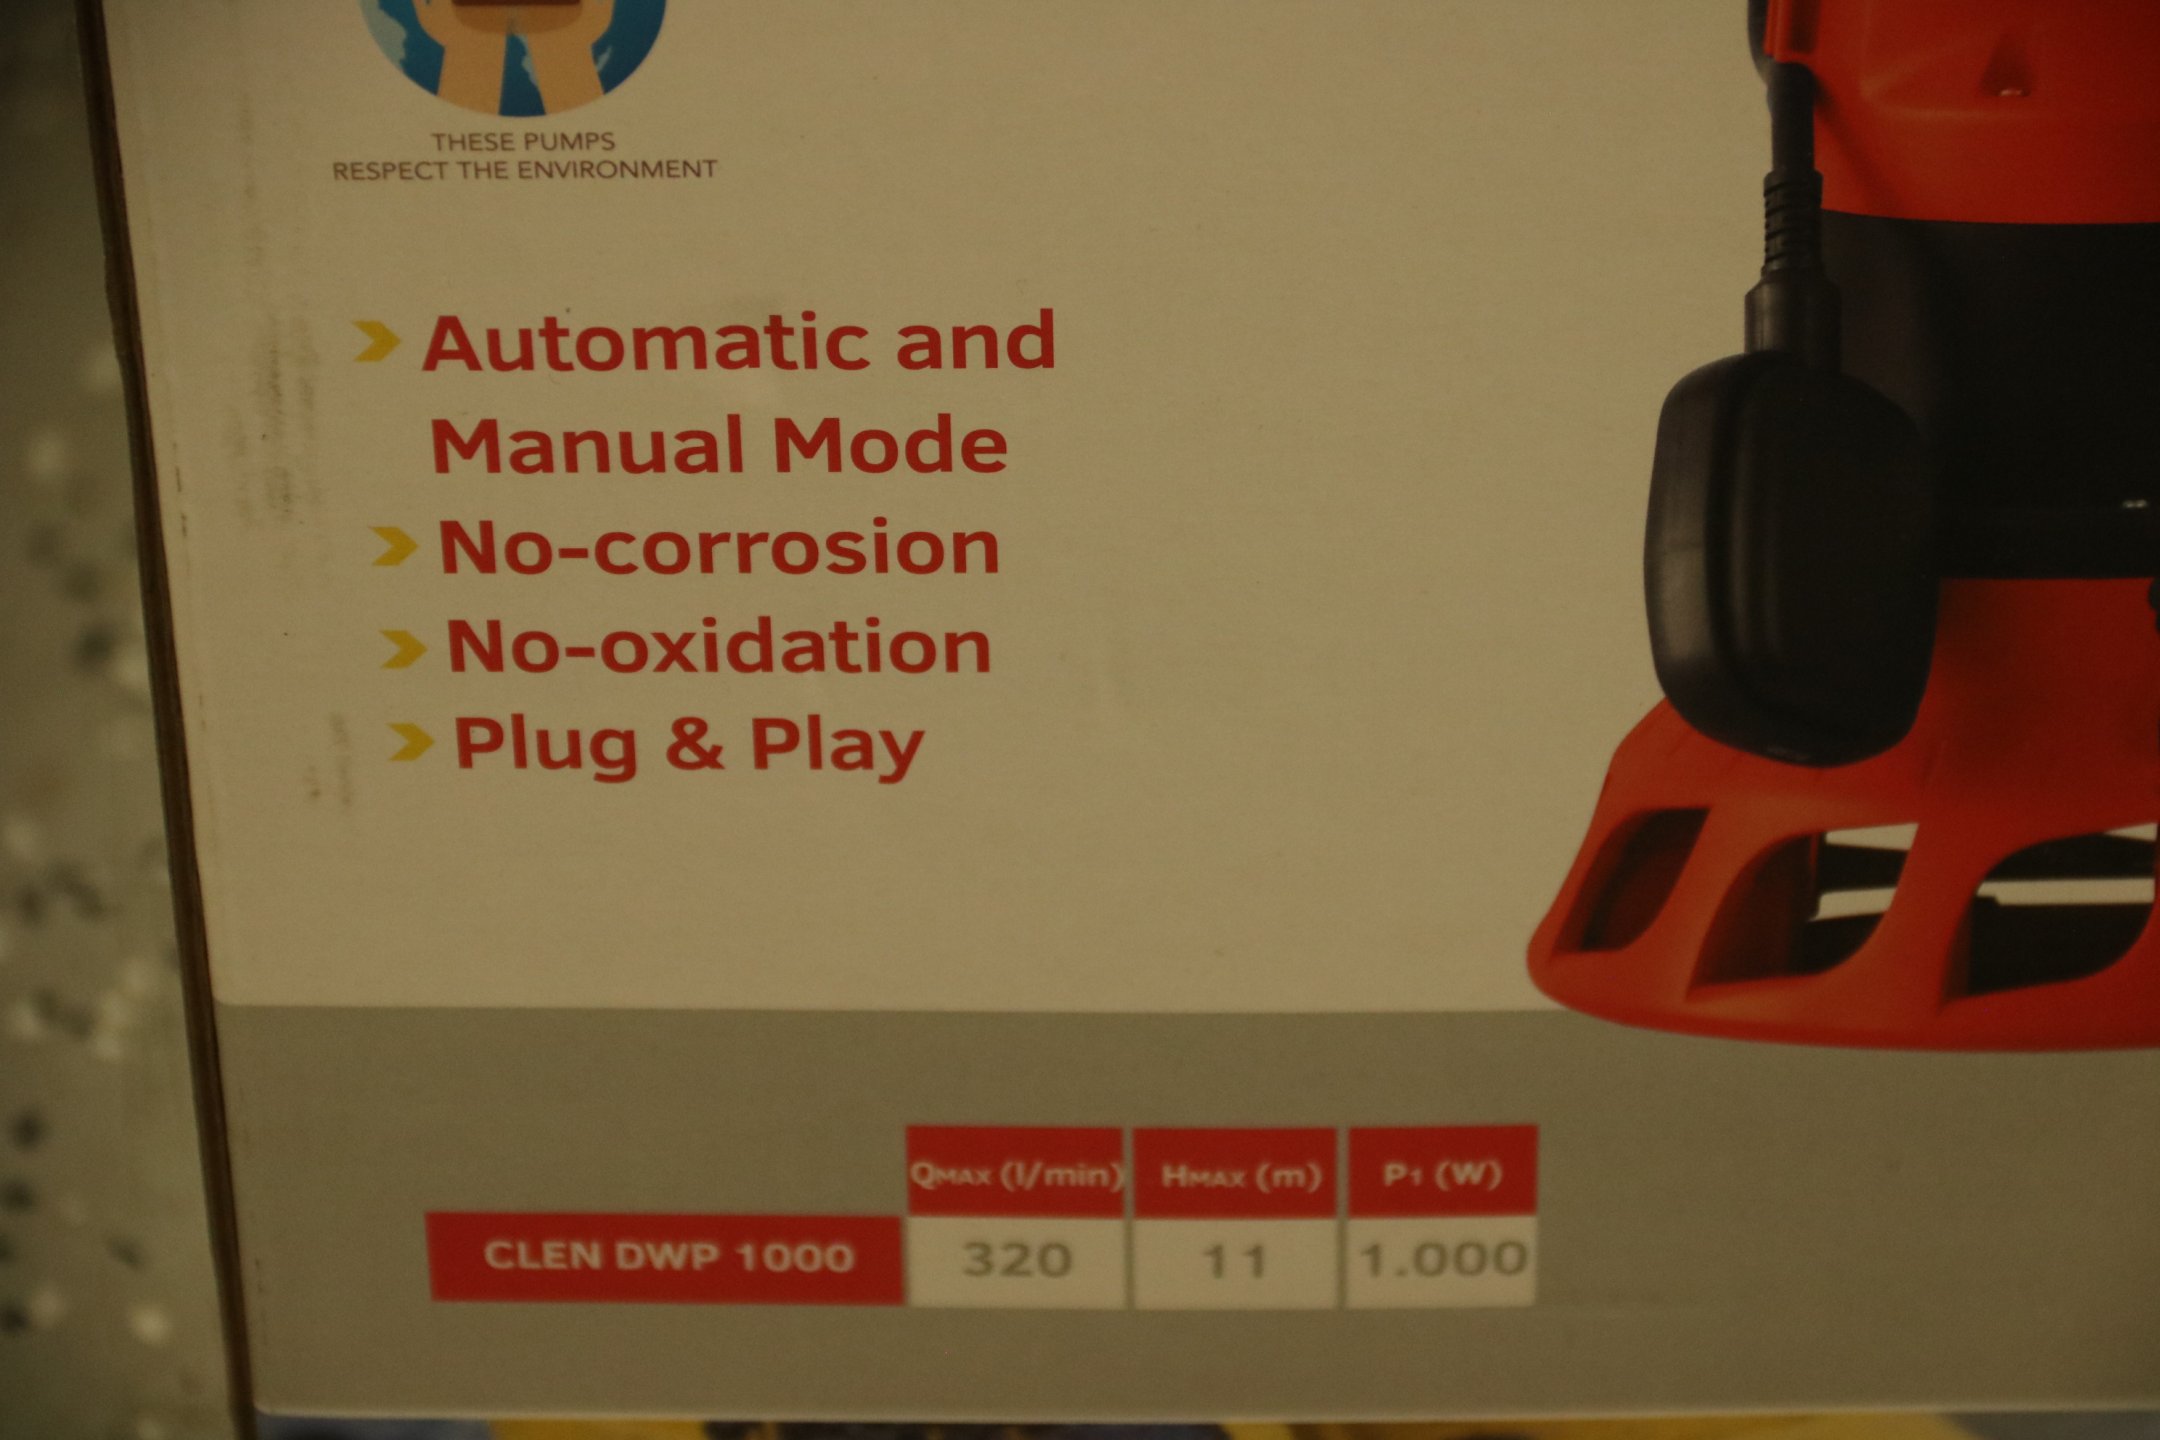 THESE PUMPS
RESPECT THE ENVIRONMENT
Automatic and
Manual Mode
No-corrosion
No-oxidation
Plug & Play
QMAX (l/min) HMAX (m) P1 (W)
CLEN DWP 1000 320 11 1.000